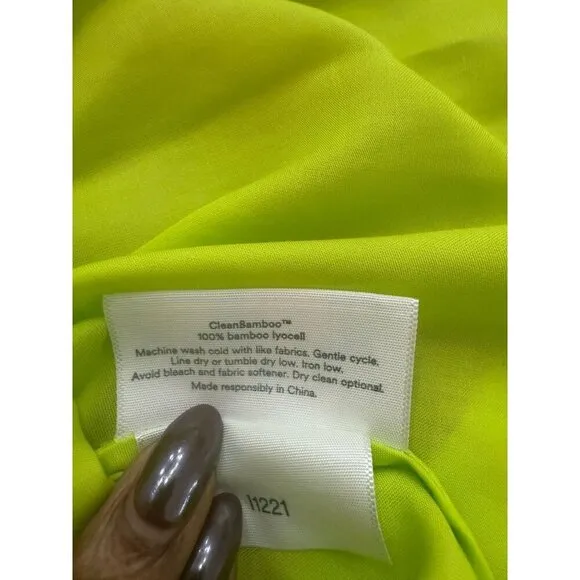 CleanBamboo™
100% bamboo lyocell
Machine wash cold with like fabrics. Gentle cycle.
Line dry or tumble dry low. Iron low.
Avoid bleach and fabric softener. Dry clean optional.
Made responsibly in China.
11221